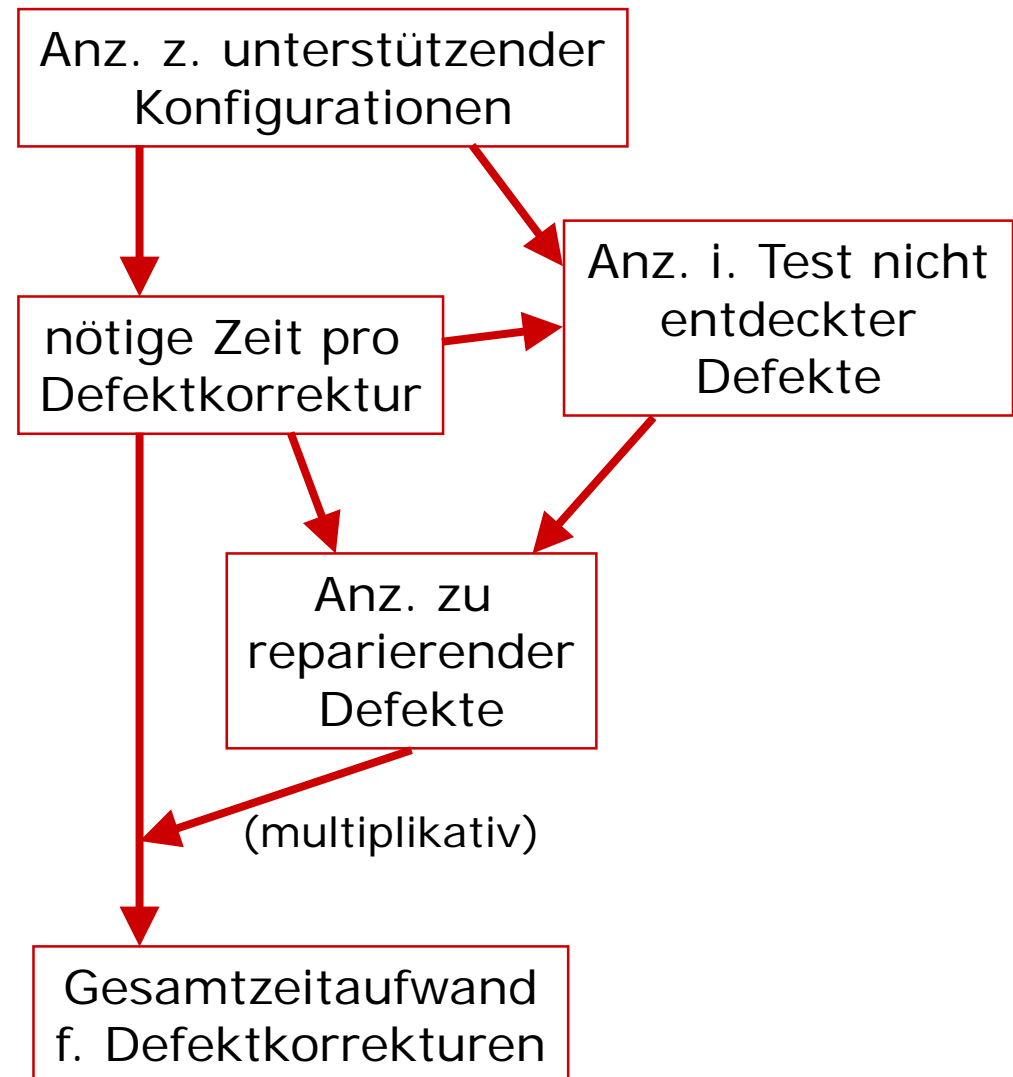 Anz. z. unterstützender
Konfigurationen
Anz. i. Test nicht
entdeckter
Defekte
nötige Zeit pro
Defektkorrektur
Anz. zu
reparierender
Defekte
(multiplikativ)
Gesamtzeitaufwand
f. Defektkorrekturen